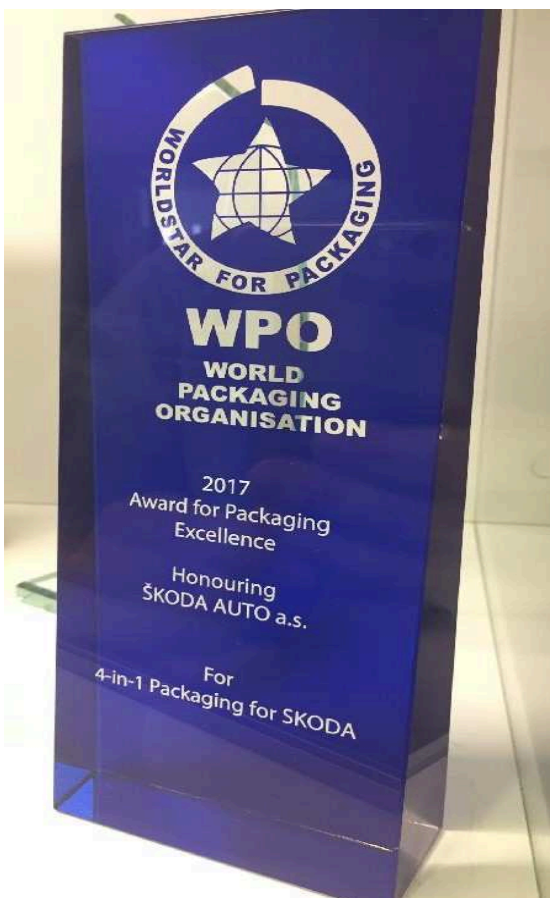 WORLDSTAR FOR PACKAGING
WPO
WORLD
PACKAGING
ORGANISATION
2017
Award for Packaging
Excellence
Honouring
ŠKODA AUTO a.s.
For
4-in-1 Packaging for SKODA